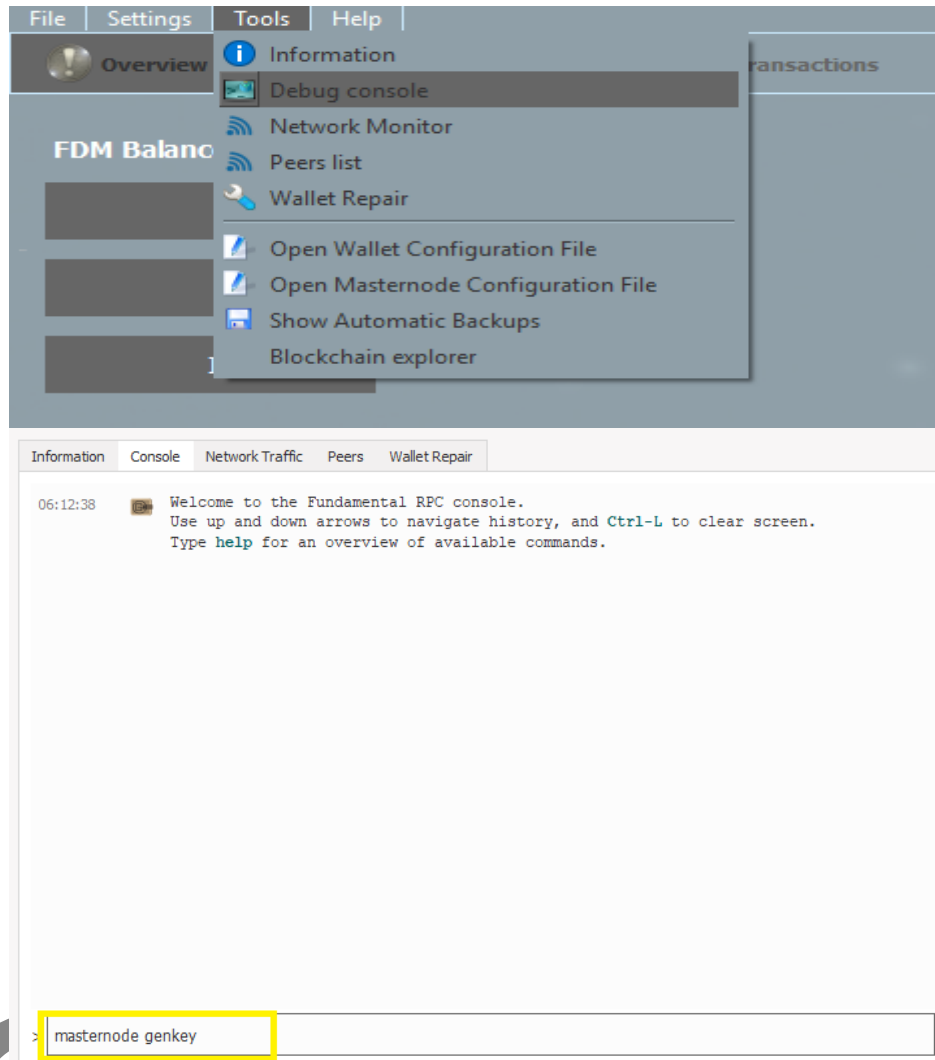 File Settings Tools Help
Overview
Information
ransactions
Debug console
Network Monitor
FDM Balanc
Peers list
Wallet Repair
Open Wallet Configuration File
Open Masternode Configuration File
Show Automatic Backups
Blockchain explorer
Information Console Network Traffic Peers Wallet Repair
06:12:38 Welcome to the Fundamental RPC console.
Use up and down arrows to navigate history, and Ctrl-L to clear screen.
Type help for an overview of available commands.
> masternode genkey